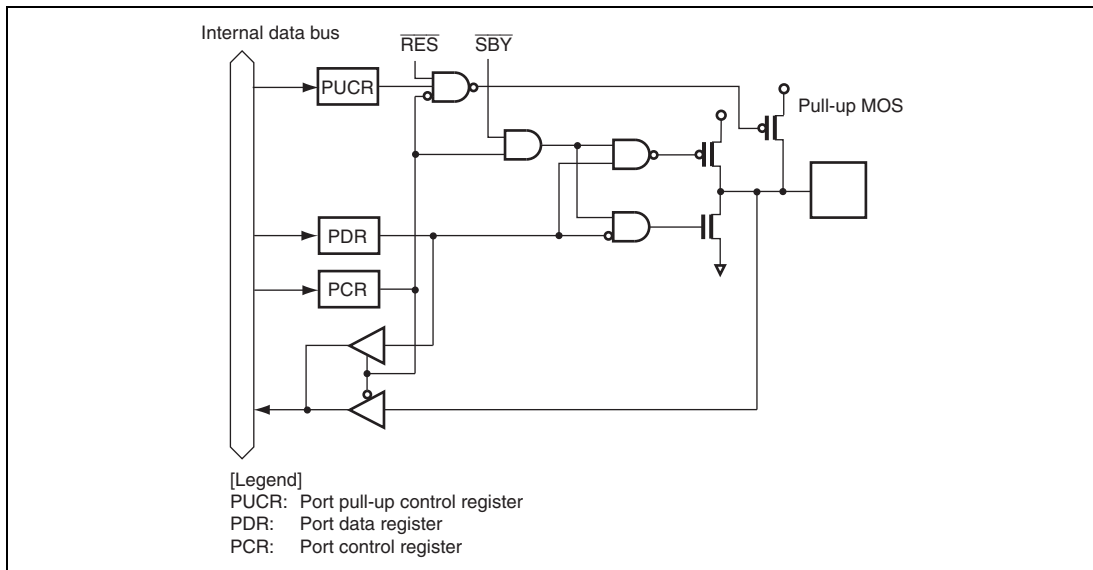 Internal data bus
RES
SBY
PUCR
Pull-up MOS
PDR
PCR
[Legend]
PUCR: Port pull-up control register
PDR: Port data register
PCR: Port control register